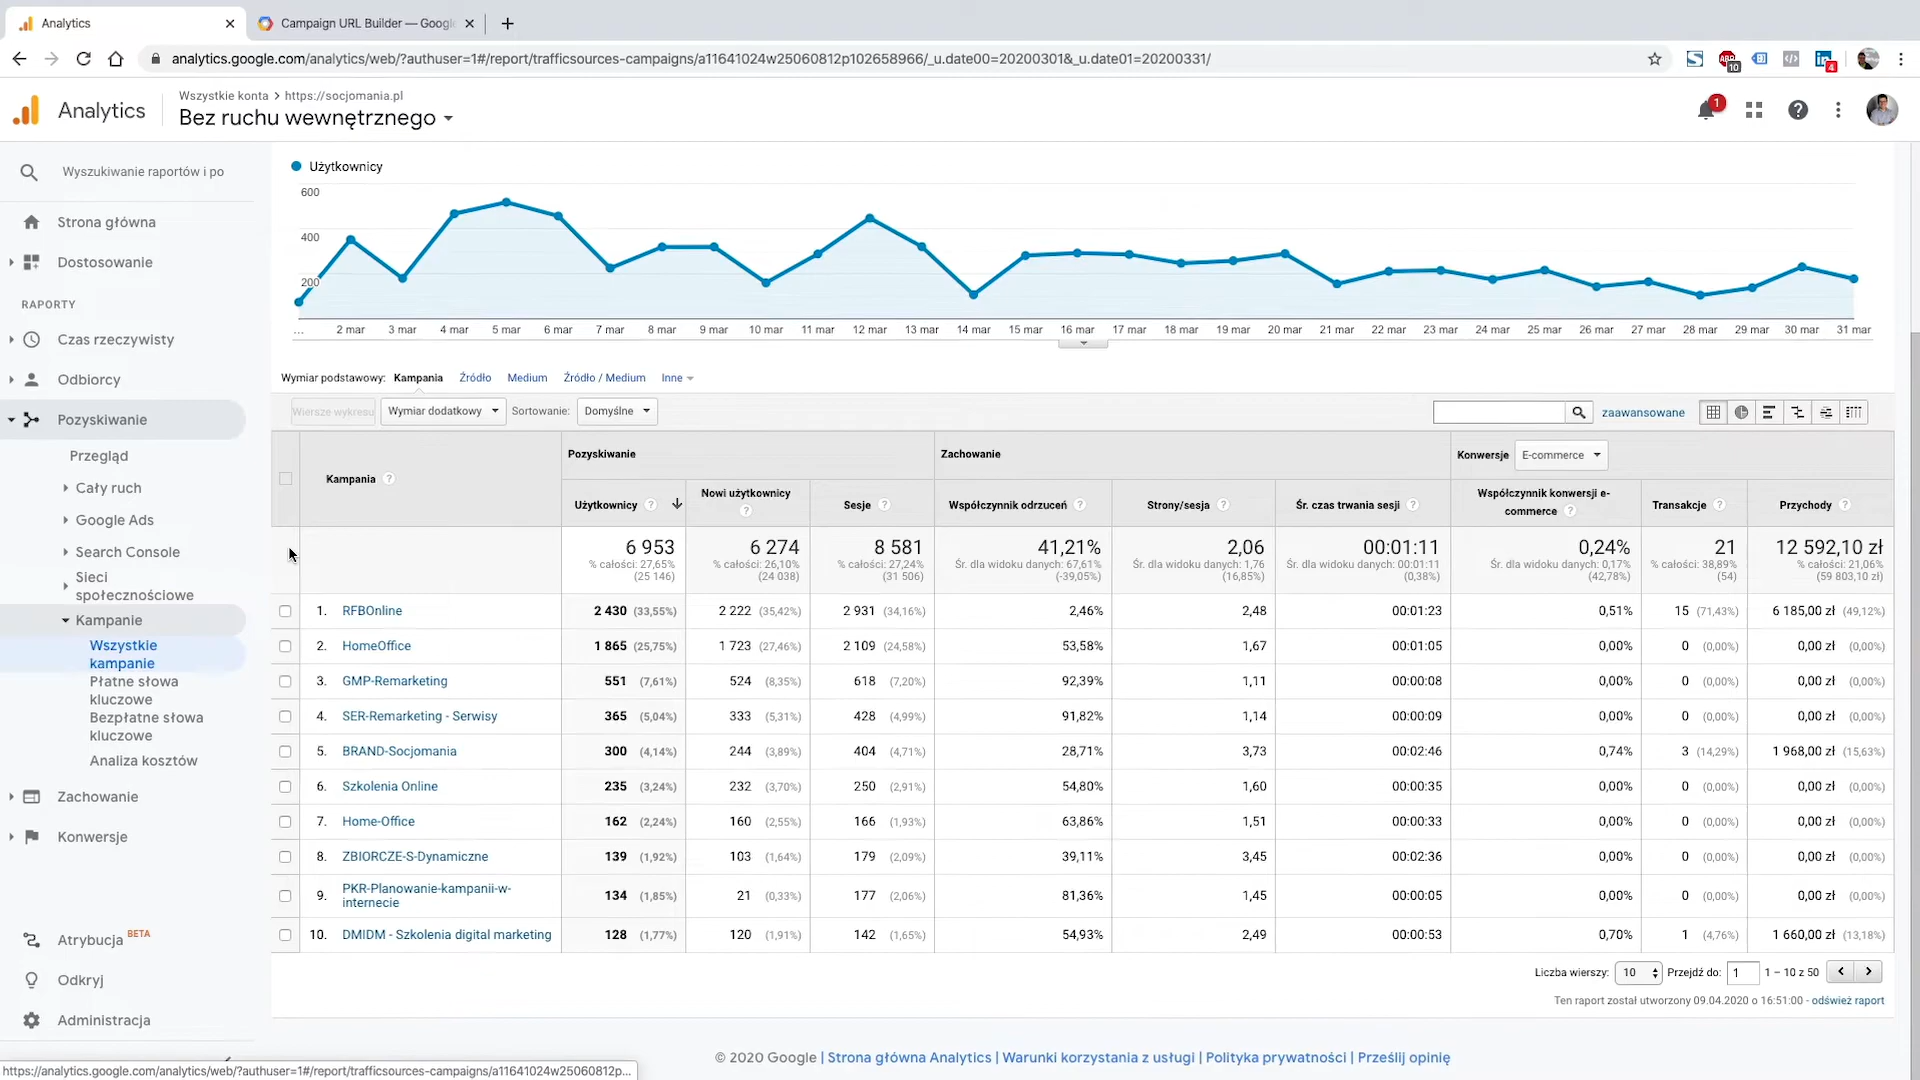 Analytics
Campaign URL Builder — Googl
analytics.google.com/analytics/web/?authuser=1#/report/trafficsources-campaigns/a11641024w25060812p102658966/_u.date00=20200301&_u.date01=20200331/
10
4
Analytics
Wszystkie konta > https://socjomania.pl
Bez ruchu wewnętrznego
1
Wyszukiwanie raportów i po
Strona główna
Dostosowanie
RAPORTY
Czas rzeczywisty
Odbiorcy
Pozyskiwanie
Przegląd
Cały ruch
Google Ads
Search Console
Sieci
społecznościowe
Kampanie
Wszystkie
kampanie
Płatne słowa
kluczowe
Bezpłatne słowa
kluczowe
Analiza kosztów
Zachowanie
Konwersje
Atrybucja BETA
Odkryj
Administracja
Użytkownicy
600
400
200
... 2 mar 3 mar 4 mar 5 mar 6 mar 7 mar 8 mar 9 mar 10 mar 11 mar 12 mar 13 mar 14 mar 15 mar 16 mar 17 mar 18 mar 19 mar 20 mar 21 mar 22 mar 23 mar 24 mar 25 mar 26 mar 27 mar 28 mar 29 mar 30 mar 31 mar
Wymiar podstawowy: Kampania Źródło Medium Źródło / Medium Inne
Wiersze wykresu Wymiar dodatkowy Sortowanie: Domyślne zaawansowane
Pozyskiwanie Zachowanie Konwersje E-commerce
Kampania ?
Użytkownicy ? Nowi użytkownicy ? Sesje ? Współczynnik odrzuceń ? Strony/sesja ? Śr. czas trwania sesji ? Współczynnik konwersji e-commerce ? Transakcje ? Przychody ?
6 953 6 274 8 581 41,21% 2,06 00:01:11 0,24% 21 12 592,10 zł
% całości: 27,65% % całości: 26,10% % całości: 27,24% Śr. dla widoku danych: 67,61% Śr. dla widoku danych: 1,76 Śr. dla widoku danych: 00:01:11 Śr. dla widoku danych: 0,17% % całości: 38,89% % całości: 21,06%
(25 146) (24 038) (31 506) (-39,05%) (16,85%) (0,38%) (42,78%) (54) (59 803,10 zł)
1. RFBOnline 2 430 (33,55%) 2 222 (35,42%) 2 931 (34,16%) 2,46% 2,48 00:01:23 0,51% 15 (71,43%) 6 185,00 zł (49,12%)
2. HomeOffice 1 865 (25,75%) 1 723 (27,46%) 2 109 (24,58%) 53,58% 1,67 00:01:05 0,00% 0 (0,00%) 0,00 zł (0,00%)
3. GMP-Remarketing 551 (7,61%) 524 (8,35%) 618 (7,20%) 92,39% 1,11 00:00:08 0,00% 0 (0,00%) 0,00 zł (0,00%)
4. SER-Remarketing - Serwisy 365 (5,04%) 333 (5,31%) 428 (4,99%) 91,82% 1,14 00:00:09 0,00% 0 (0,00%) 0,00 zł (0,00%)
5. BRAND-Socjomania 300 (4,14%) 244 (3,89%) 404 (4,71%) 28,71% 3,73 00:02:46 0,74% 3 (14,29%) 1 968,00 zł (15,63%)
6. Szkolenia Online 235 (3,24%) 232 (3,70%) 250 (2,91%) 54,80% 1,60 00:00:35 0,00% 0 (0,00%) 0,00 zł (0,00%)
7. Home-Office 162 (2,24%) 160 (2,55%) 166 (1,93%) 63,86% 1,51 00:00:33 0,00% 0 (0,00%) 0,00 zł (0,00%)
8. ZBIORCZE-S-Dynamiczne 139 (1,92%) 103 (1,64%) 179 (2,09%) 39,11% 3,45 00:02:36 0,00% 0 (0,00%) 0,00 zł (0,00%)
9. PKR-Planowanie-kampanii-w-internecie 134 (1,85%) 21 (0,33%) 177 (2,06%) 81,36% 1,45 00:00:05 0,00% 0 (0,00%) 0,00 zł (0,00%)
10. DMIDM - Szkolenia digital marketing 128 (1,77%) 120 (1,91%) 142 (1,65%) 54,93% 2,49 00:00:53 0,70% 1 (4,76%) 1 660,00 zł (13,18%)
Liczba wierszy: 10 Przejdź do: 1 1 – 10 z 50
Ten raport został utworzony 09.04.2020 o 16:51:00 - odśwież raport
© 2020 Google | Strona główna Analytics | Warunki korzystania z usługi | Polityka prywatności | Prześlij opinię
https://analytics.google.com/analytics/web/?authuser=1#/report/trafficsources-campaigns/a11641024w25060812p...